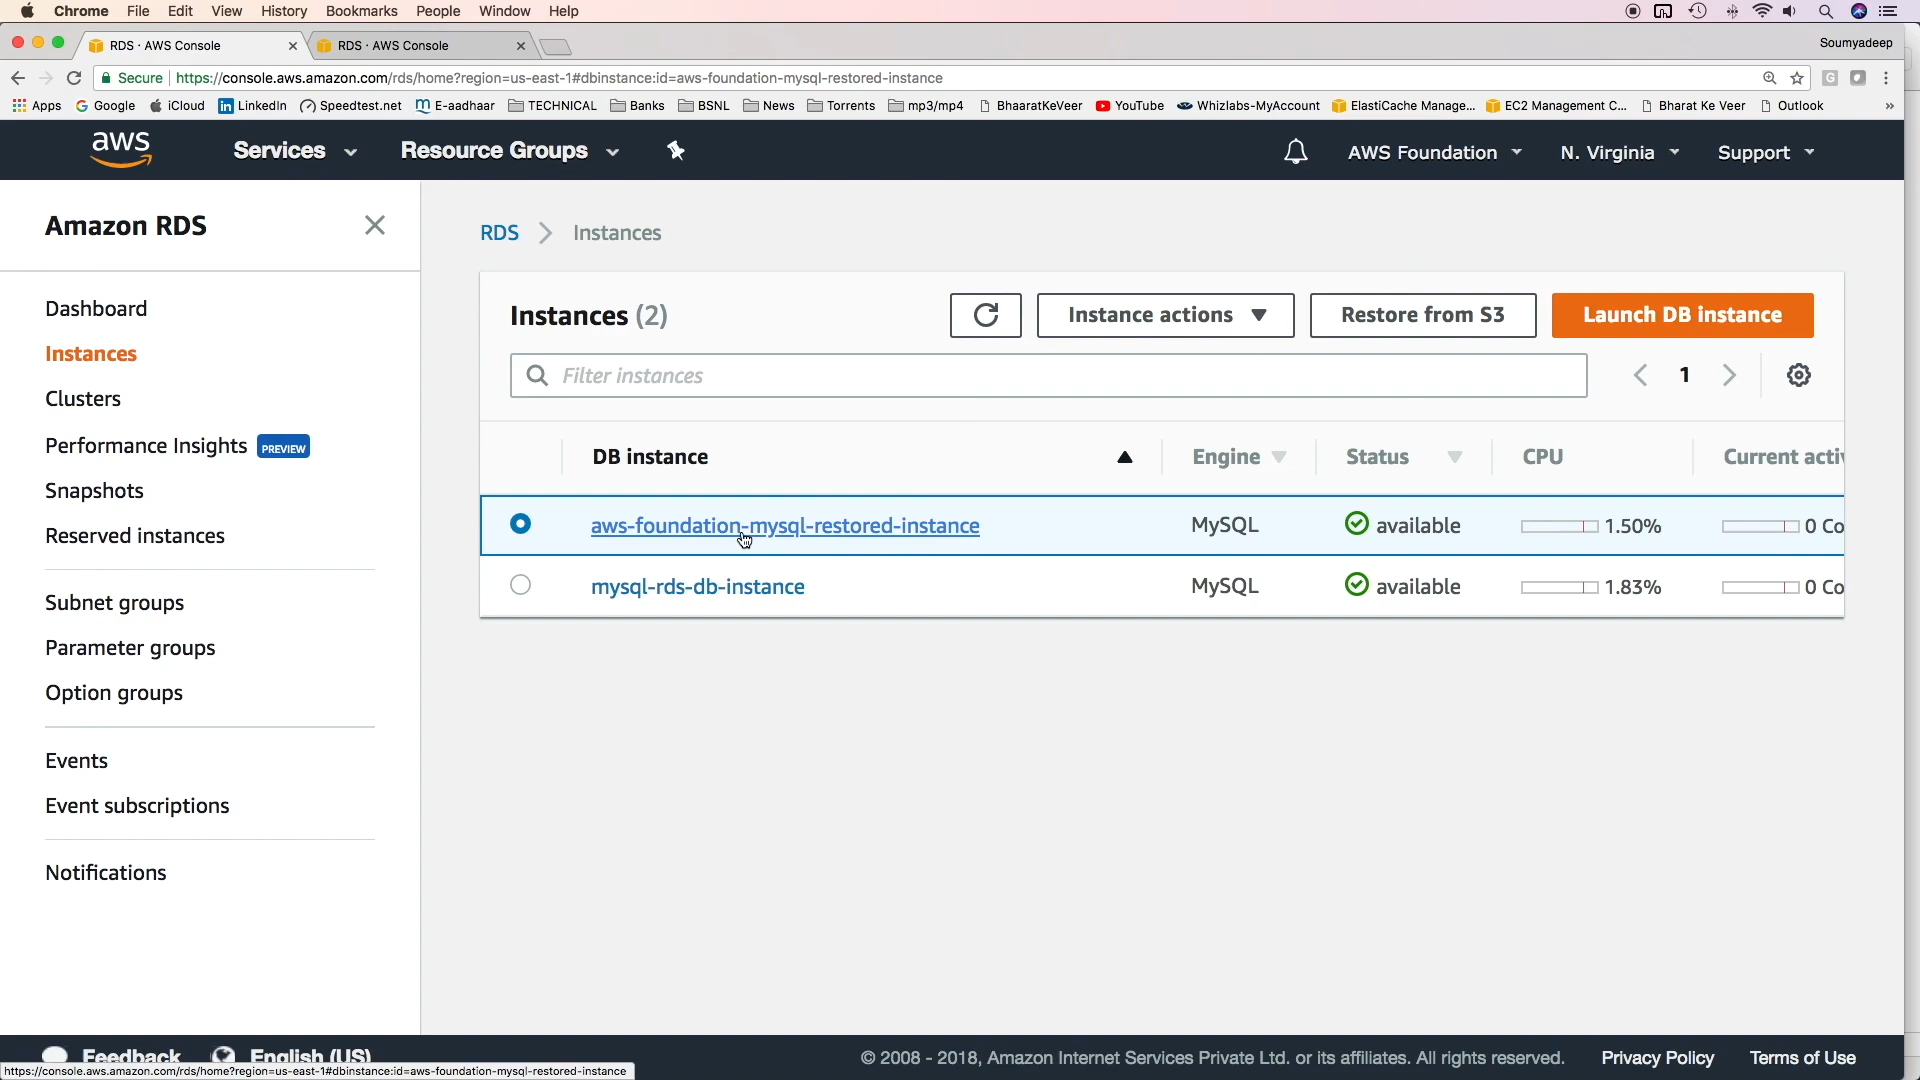 Chrome File Edit View History Bookmarks People Window Help
RDS · AWS Console RDS · AWS Console Soumyadeep
Secure https://console.aws.amazon.com/rds/home?region=us-east-1#dbinstance:id=aws-foundation-mysql-restored-instance
Apps Google iCloud LinkedIn Speedtest.net E-aadhaar TECHNICAL Banks BSNL News Torrents mp3/mp4 BhaaratKeVeer YouTube Whizlabs-MyAccount ElastiCache Manage... EC2 Management C... Bharat Ke Veer Outlook »
aws Services Resource Groups AWS Foundation N. Virginia Support
Amazon RDS
Dashboard
Instances
Clusters
Performance Insights PREVIEW
Snapshots
Reserved instances
Subnet groups
Parameter groups
Option groups
Events
Event subscriptions
Notifications
RDS Instances
Instances (2) Instance actions Restore from S3 Launch DB instance
Filter instances 1
DB instance Engine Status CPU Current activ
aws-foundation-mysql-restored-instance MySQL available 1.50% 0 Co
mysql-rds-db-instance MySQL available 1.83% 0 Co
Feedback English (US) © 2008 - 2018, Amazon Internet Services Private Ltd. or its affiliates. All rights reserved. Privacy Policy Terms of Use
https://console.aws.amazon.com/rds/home?region=us-east-1#dbinstance:id=aws-foundation-mysql-restored-instance